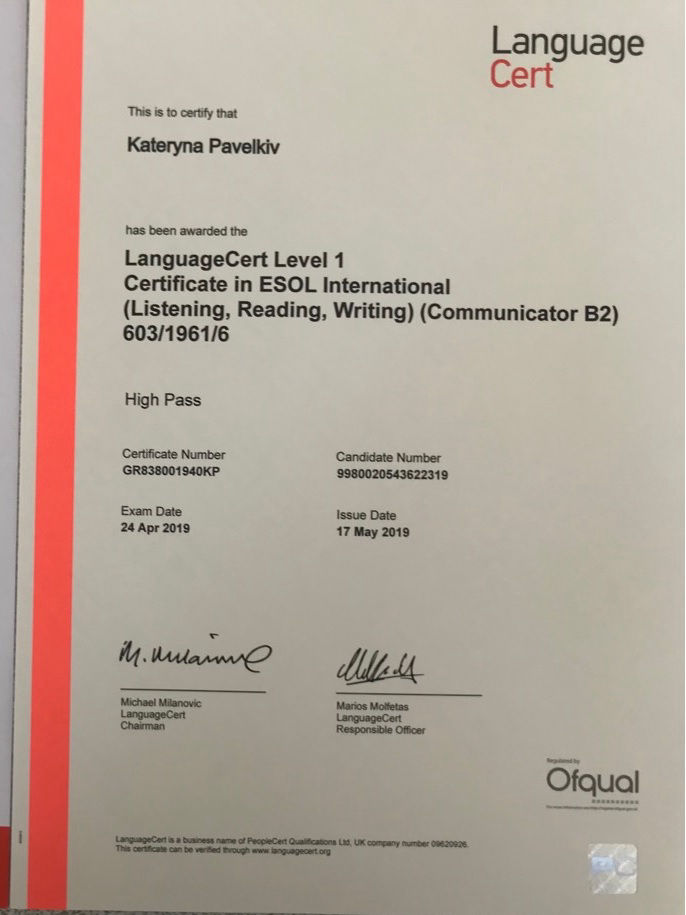 Language
Cert
This is to certify that
Kateryna Pavelkiv
has been awarded the
LanguageCert Level 1
Certificate in ESOL International
(Listening, Reading, Writing) (Communicator B2)
603/1961/6
High Pass
Certificate Number
GR838001940KP
Candidate Number
9980020543622319
Exam Date
24 Apr 2019
Issue Date
17 May 2019
Michael Milanovic
LanguageCert
Chairman
Marios Molfetas
LanguageCert
Responsible Officer
Regulated by
Ofqual
LanguageCert is a business name of PeopleCert Qualifications Ltd, UK company number 09620926.
This certificate can be verified through www.languagecert.org